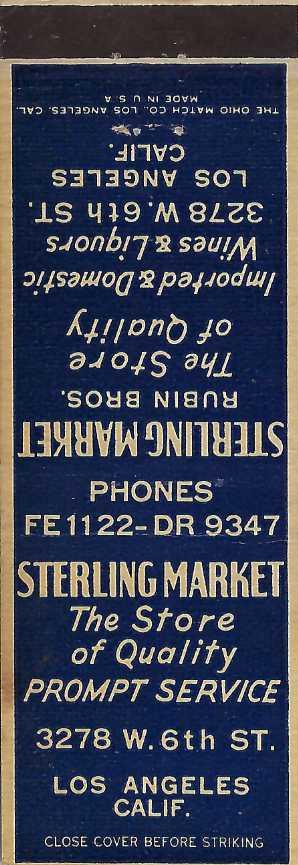 THE OHIO MATCH CO., LOS ANGELES, CAL.
MADE IN U S A
STERLING MARKET
RUBIN BROS.
The Store
of Quality
Imported & Domestic
Wines & Liquors
3278 W. 6th ST.
LOS ANGELES
CALIF.
PHONES
FE 1122 - DR 9347
STERLING MARKET
The Store
of Quality
PROMPT SERVICE
3278 W. 6th ST.
LOS ANGELES
CALIF.
CLOSE COVER BEFORE STRIKING